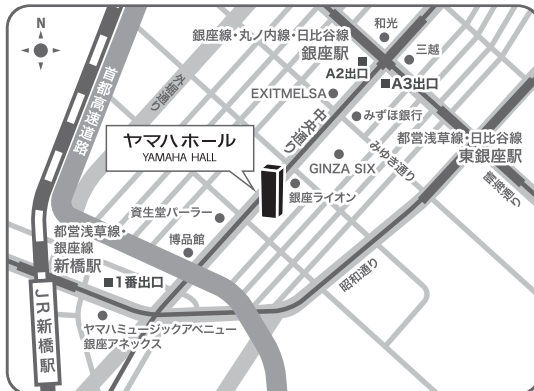 N
和光
銀座線・丸ノ内線・日比谷線
銀座駅
三越
A2出口
A3出口
外堀通り
EXITMELSA
首都高速道路
中央通り
みずほ銀行
ヤマハホール
YAMAHA HALL
都営浅草線・日比谷線
東銀座駅
みゆき通り
GINZA SIX
晴海通り
銀座ライオン
資生堂パーラー
都営浅草線・
銀座線
新橋駅
博品館
昭和通り
1番出口
JR新橋駅
ヤマハミュージックアベニュー
銀座アネックス